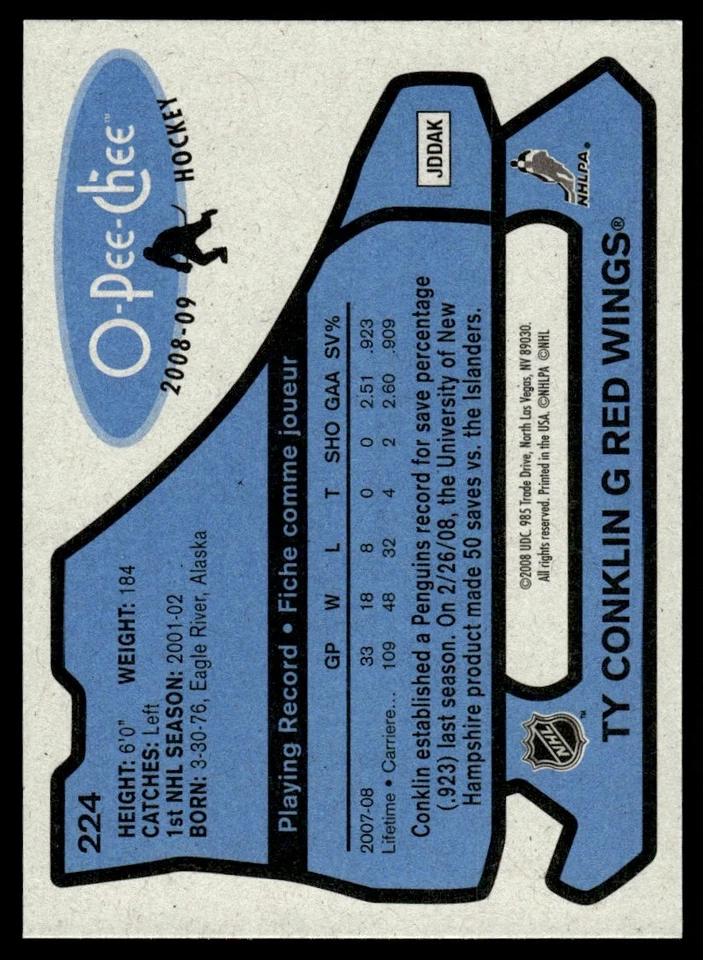 224
HEIGHT: 6'0" WEIGHT: 184
CATCHES: Left
1st NHL SEASON: 2001-02
BORN: 3-30-76, Eagle River, Alaska
O-Pee-Chee™
2008-09 HOCKEY
Playing Record • Fiche comme joueur
GP W L T SHO GAA SV%
2007-08 33 18 8 0 0 2.51 .923
Lifetime • Carriere... 109 48 32 4 2 2.60 .909
Conklin established a Penguins record for save percentage
(.923) last season. On 2/26/08, the University of New
Hampshire product made 50 saves vs. the Islanders.
JDDAK
NHL™
©2008 UDC. 985 Trade Drive, North Las Vegas, NV 89030.
All rights reserved. Printed in the USA. ©NHLPA ©NHL
NHLPA®
TY CONKLIN G RED WINGS®